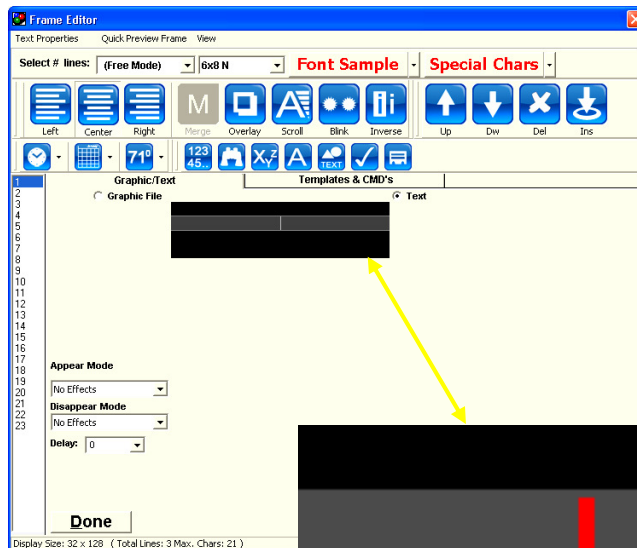 Frame Editor
Text Properties Quick Preview Frame View
Select # lines: (Free Mode) 6x8 N Font Sample Special Chars
M
Left Center Right Merge Overlay Scroll Blink Inverse Up Dw Del Ins
71º 123 45.. XYZ A TEXT
Graphic/Text Templates & CMD's
Graphic File Text
1
2
3
4
5
6
7
8
9
10
11
12
13
14
15
16
17
18
19
20
21
22
23
Appear Mode
No Effects
Disappear Mode
No Effects
Delay: 0
Done
Display Size: 32 x 128 ( Total Lines: 3 Max. Chars: 21 )